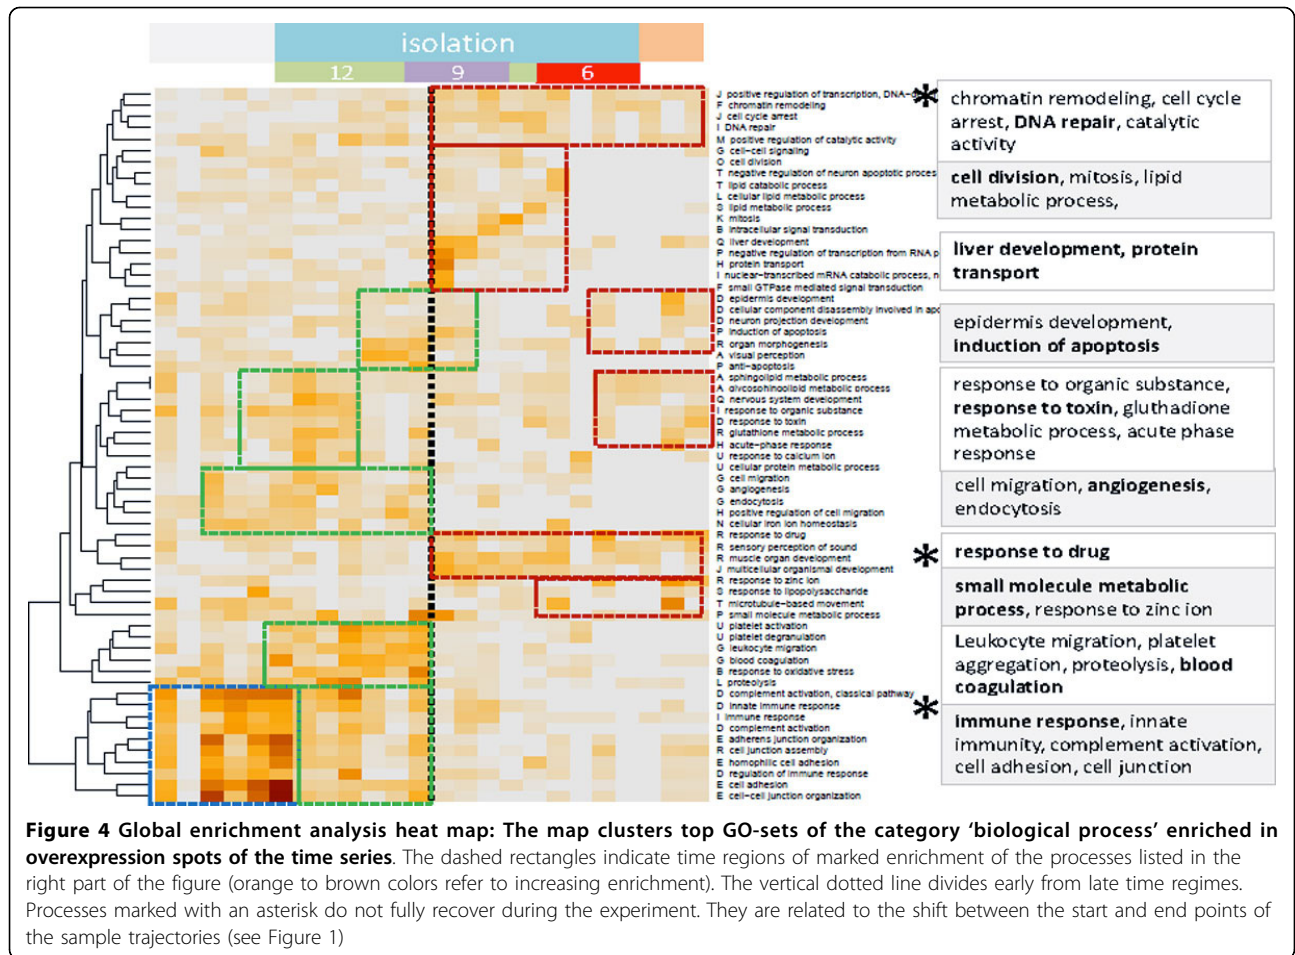 isolation
12 9 6
J positive regulation of transcription, DNA-d
F chromatin remodeling
J cell cycle arrest
I DNA repair
M positive regulation of catalytic activity
G cell-cell signaling
O cell division
T negative regulation of neuron apoptotic proces
T lipid catabolic process
L cellular lipid metabolic process
S lipid metabolic process
K mitosis
B intracellular signal transduction
Q liver development
P negative regulation of transcription from RNA p
H protein transport
I nuclear-transcribed mRNA catabolic process, n
F small GTPase mediated signal transduction
D epidermis development
D cellular component disassembly involved in apo
D neuron projection development
P induction of apoptosis
R organ morphogenesis
A visual perception
P anti-apoptosis
A sphingolipid metabolic process
A glycosphingolipid metabolic process
Q nervous system development
I response to organic substance
D response to toxin
R glutathione metabolic process
H acute-phase response
U response to calcium ion
U cellular protein metabolic process
G cell migration
G angiogenesis
G endocytosis
H positive regulation of cell migration
N cellular iron ion homeostasis
R response to drug
R sensory perception of sound
R muscle organ development
J multicellular organismal development
R response to zinc ion
S response to lipopolysaccharide
T microtubule-based movement
P small molecule metabolic process
U platelet activation
U platelet degranulation
G leukocyte migration
G blood coagulation
B response to oxidative stress
L proteolysis
D complement activation, classical pathway
D innate immune response
I immune response
D complement activation
E adherens junction organization
R cell junction assembly
E homophilic cell adhesion
D regulation of immune response
E cell adhesion
E cell-cell junction organization
* chromatin remodeling, cell cycle
arrest, DNA repair, catalytic
activity
cell division, mitosis, lipid
metabolic process,
liver development, protein
transport
epidermis development,
induction of apoptosis
response to organic substance,
response to toxin, gluthadione
metabolic process, acute phase
response
cell migration, angiogenesis,
endocytosis
* response to drug
small molecule metabolic
process, response to zinc ion
Leukocyte migration, platelet
aggregation, proteolysis, blood
coagulation
* immune response, innate
immunity, complement activation,
cell adhesion, cell junction
Figure 4 Global enrichment analysis heat map: The map clusters top GO-sets of the category 'biological process' enriched in
overexpression spots of the time series. The dashed rectangles indicate time regions of marked enrichment of the processes listed in the
right part of the figure (orange to brown colors refer to increasing enrichment). The vertical dotted line divides early from late time regimes.
Processes marked with an asterisk do not fully recover during the experiment. They are related to the shift between the start and end points of
the sample trajectories (see Figure 1)